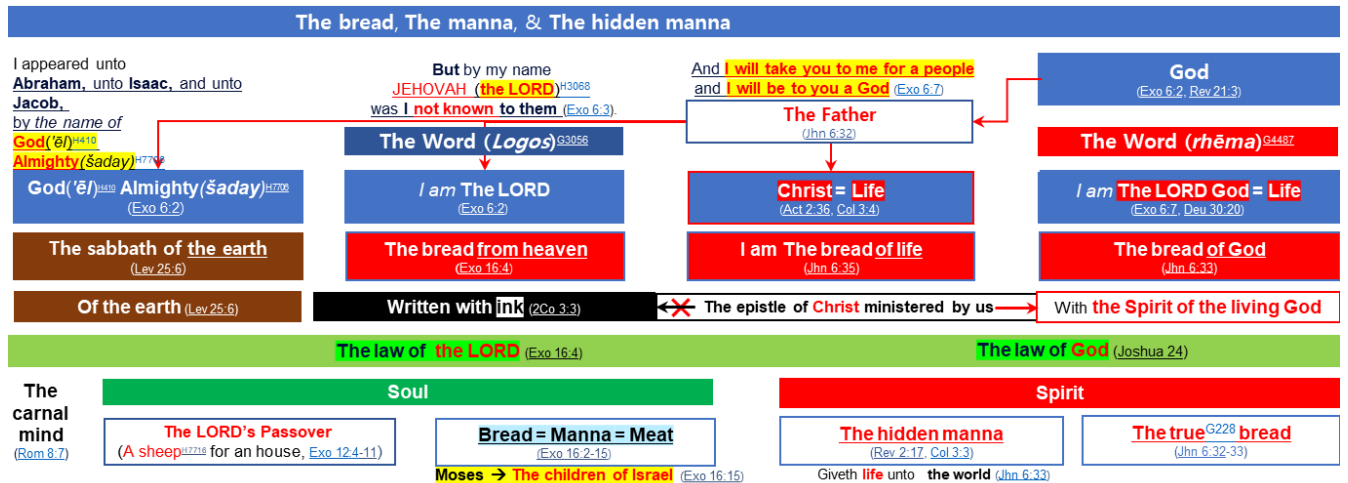 The bread, The manna, & The hidden manna
I appeared unto
Abraham, unto Isaac, and unto
Jacob,
by the name of
God('ēl)H410
Almighty(šaday)H7706
But by my name
JEHOVAH (the LORD)H3068
was I not known to them (Exo 6:3).
And I will take you to me for a people
and I will be to you a God (Exo 6:7)
God
(Exo 6:2, Rev 21:3)
The Father
(Jhn 6:32)
The Word (Logos)G3056
The Word (rhēma)G4487
God('ēl)H410 Almighty(šaday)H7706
(Exo 6:2)
I am The LORD
(Exo 6:2)
Christ = Life
(Act 2:36, Col 3:4)
I am The LORD God = Life
(Exo 6:7, Deu 30:20)
The sabbath of the earth
(Lev 25:6)
The bread from heaven
(Exo 16:4)
I am The bread of life
(Jhn 6:35)
The bread of God
(Jhn 6:33)
Of the earth (Lev 25:6)
Written with ink (2Co 3:3)
The epistle of Christ ministered by us
With the Spirit of the living God
The law of the LORD (Exo 16:4)
The law of God (Joshua 24)
The
carnal
mind
(Rom 8:7)
Soul
Spirit
The LORD's Passover
(A sheepH7716 for an house, Exo 12:4-11)
Bread = Manna = Meat
(Exo 16:2-15)
Moses → The children of Israel (Exo 16:15)
The hidden manna
(Rev 2:17, Col 3:3)
Giveth life unto the world (Jhn 6:33)
The trueG228 bread
(Jhn 6:32-33)